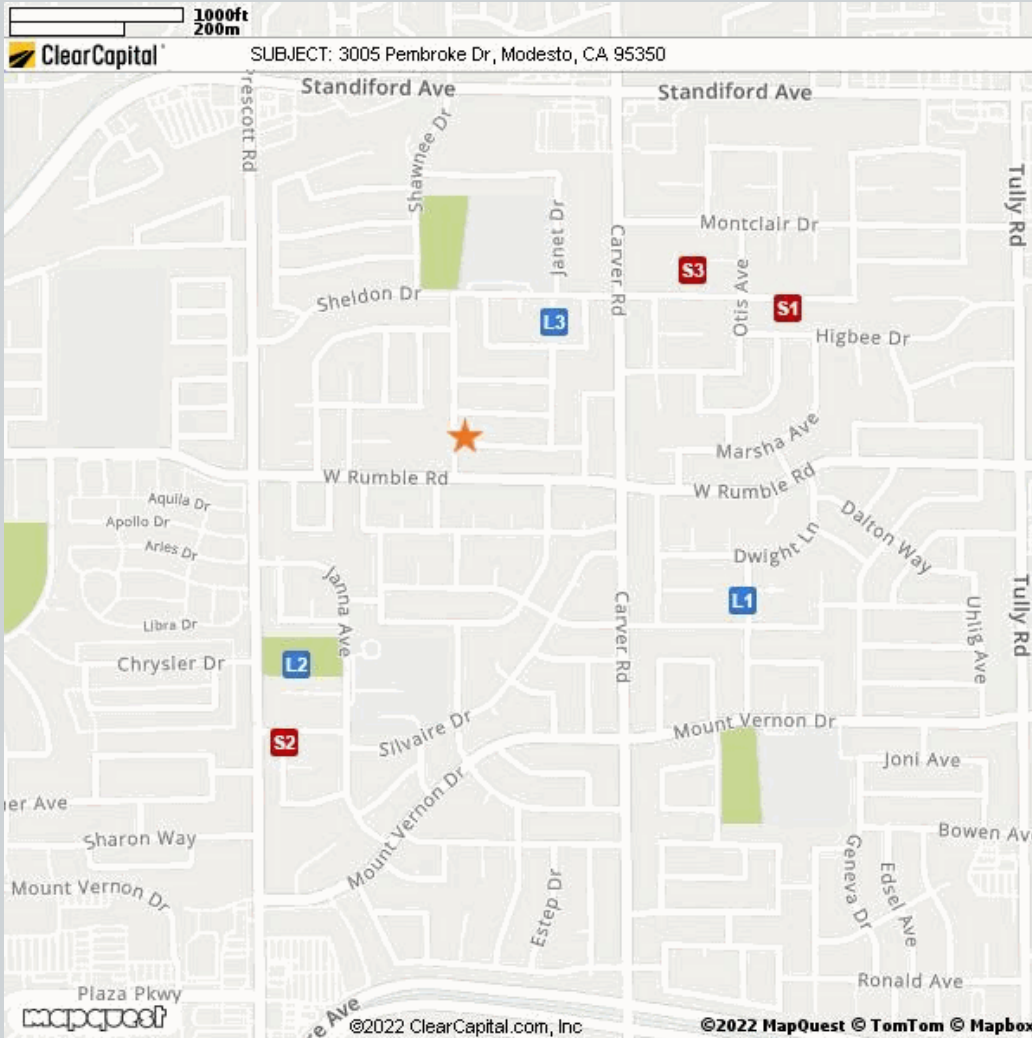 1000ft
200m
ClearCapital
SUBJECT: 3005 Pembroke Dr, Modesto, CA 95350
Standiford Ave
Standiford Ave
Prescott Rd
Shawnee Dr
Tully Rd
Janet Dr
Montclair Dr
Carver Rd
S3
Otis Ave
Sheldon Dr
S1
L3
Higbee Dr
Marsha Ave
W Rumble Rd
W Rumble Rd
Aquila Dr
Apollo Dr
Aries Dr
Dalton Way
Dwight Ln
Janna Ave
L1
Carver Rd
Tully Rd
Uhlig Ave
Libra Dr
Chrysler Dr
L2
Mount Vernon Dr
S2
Silvaire Dr
Joni Ave
er Ave
Mount Vernon Dr
Sharon Way
Bowen Av
Geneva Dr
Edsel Ave
Mount Vernon Dr
Estep Dr
Ronald Ave
Plaza Pkwy
mapquest
e Ave
©2022 ClearCapital.com, Inc
©2022 MapQuest © TomTom © Mapbox